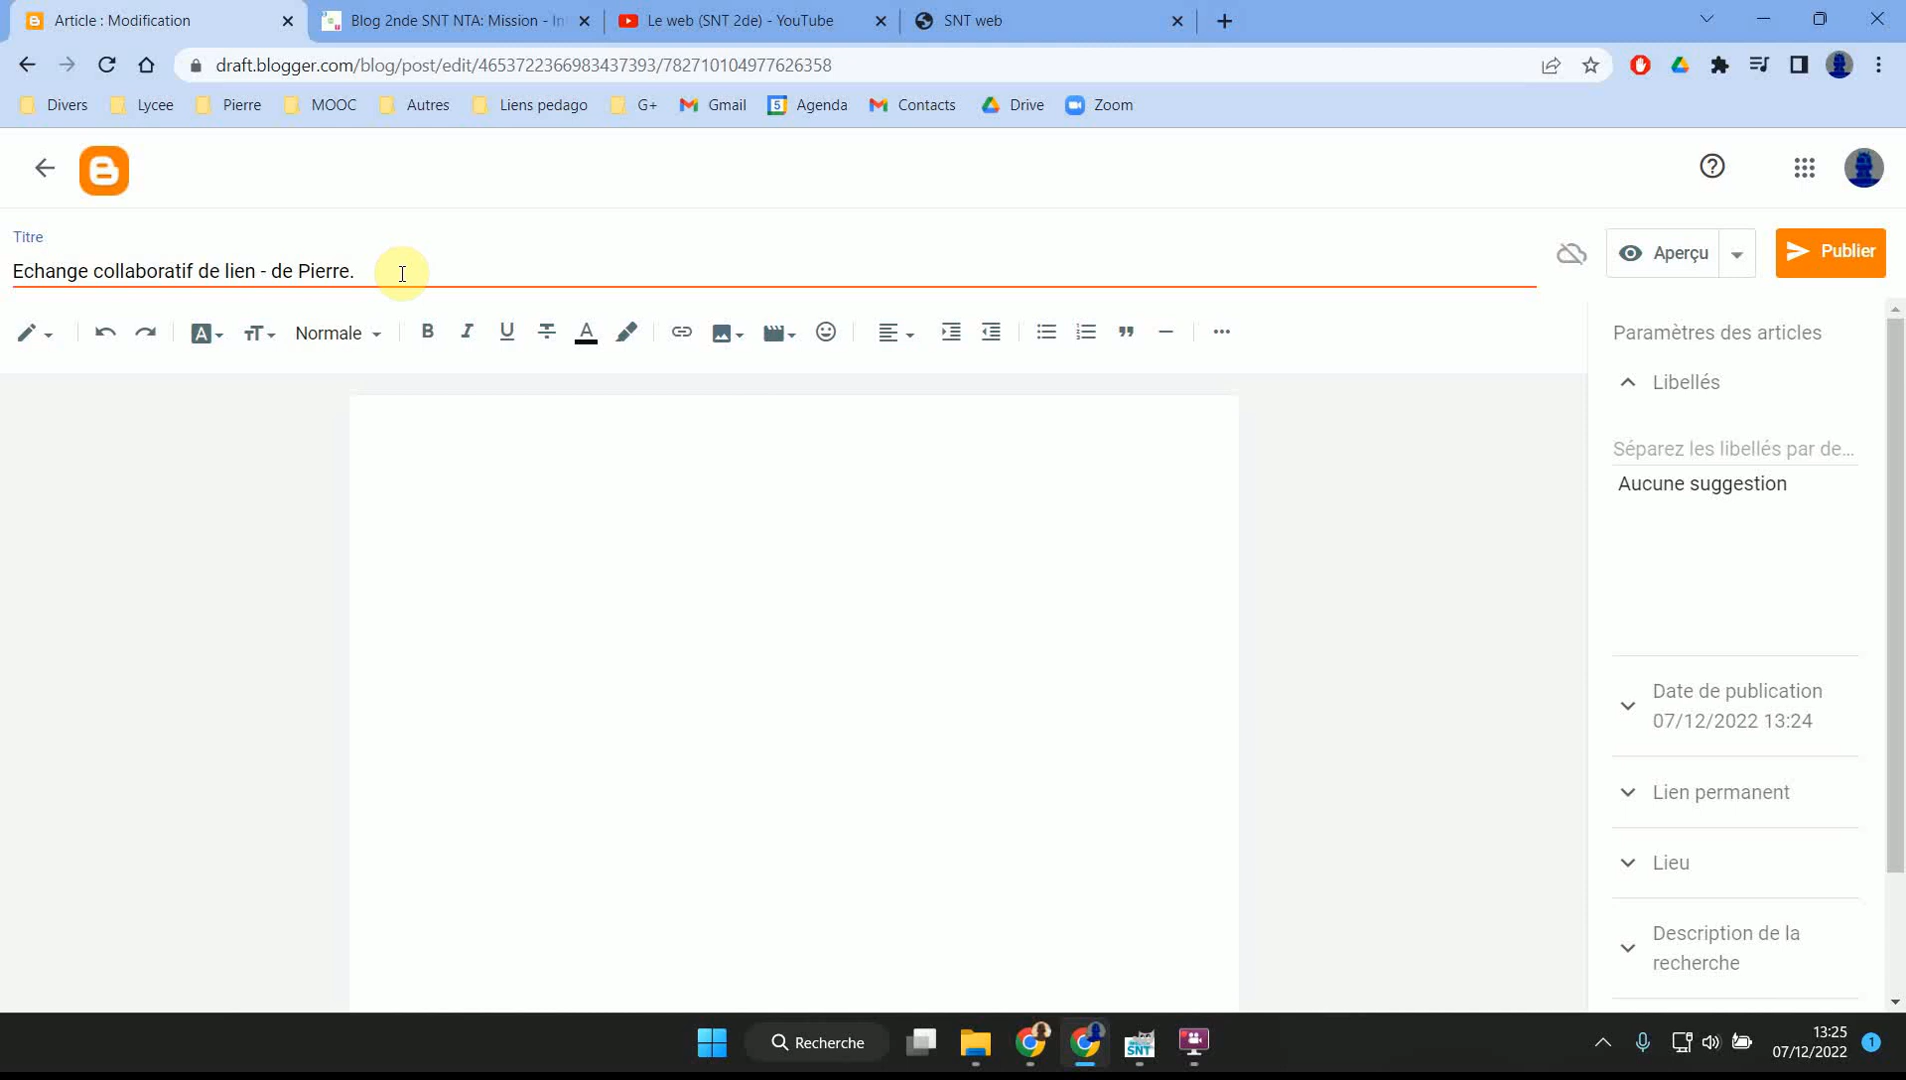 Article : Modification
Blog 2nde SNT NTA: Mission - In
Le web (SNT 2de) - YouTube
SNT web
draft.blogger.com/blog/post/edit/4653722366983437393/782710104977626358
Divers
Lycee
Pierre
MOOC
Autres
Liens pedago
G+
Gmail
5
Agenda
Contacts
Drive
Zoom
Titre
Echange collaboratif de lien - de Pierre.
Aperçu
Publier
Normale
Paramètres des articles
Libellés
Séparez les libellés par de...
Aucune suggestion
Date de publication
07/12/2022 13:24
Lien permanent
Lieu
Description de la
recherche
Recherche
SNT
13:25
07/12/2022
1